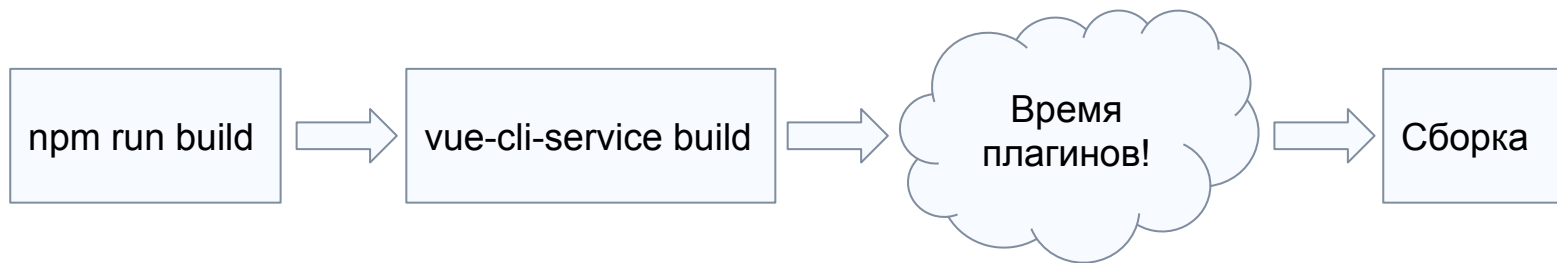 npm run build
vue-cli-service build
Время
плагинов!
Сборка